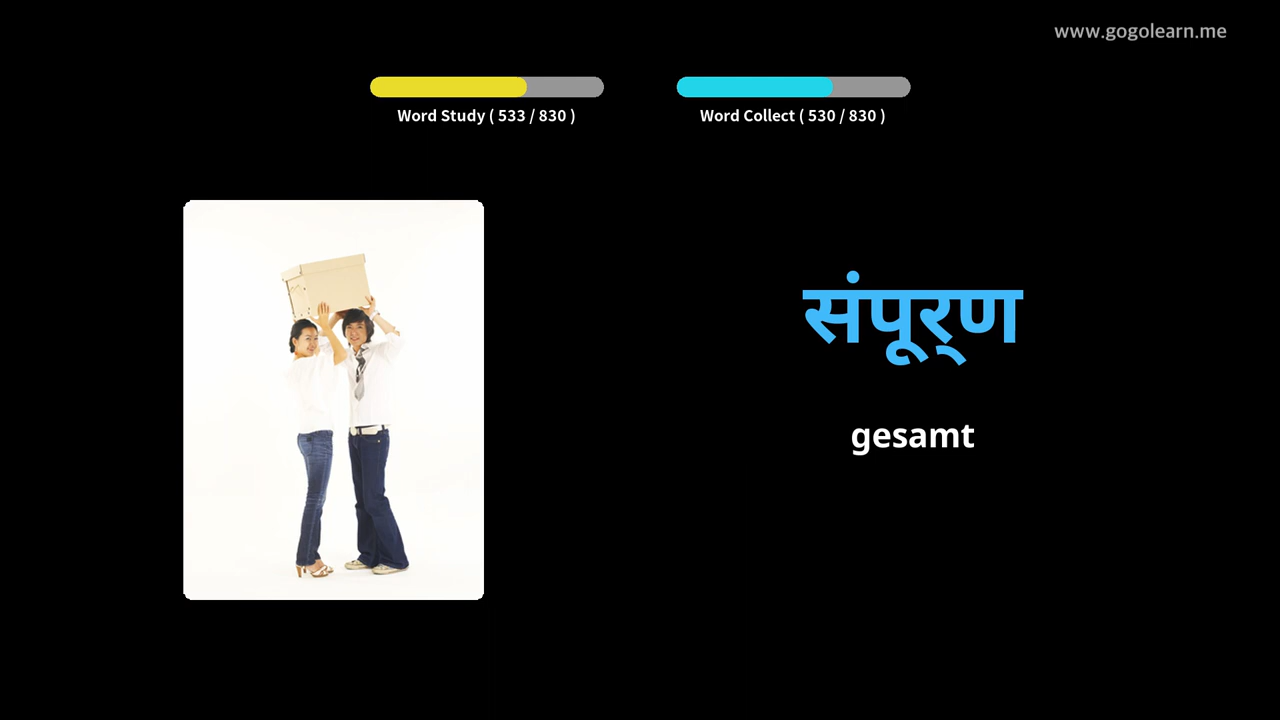 www.gogolearn.me
Word Study ( 533 / 830 )
Word Collect ( 530 / 830 )
संपूर्‌ण
gesamt